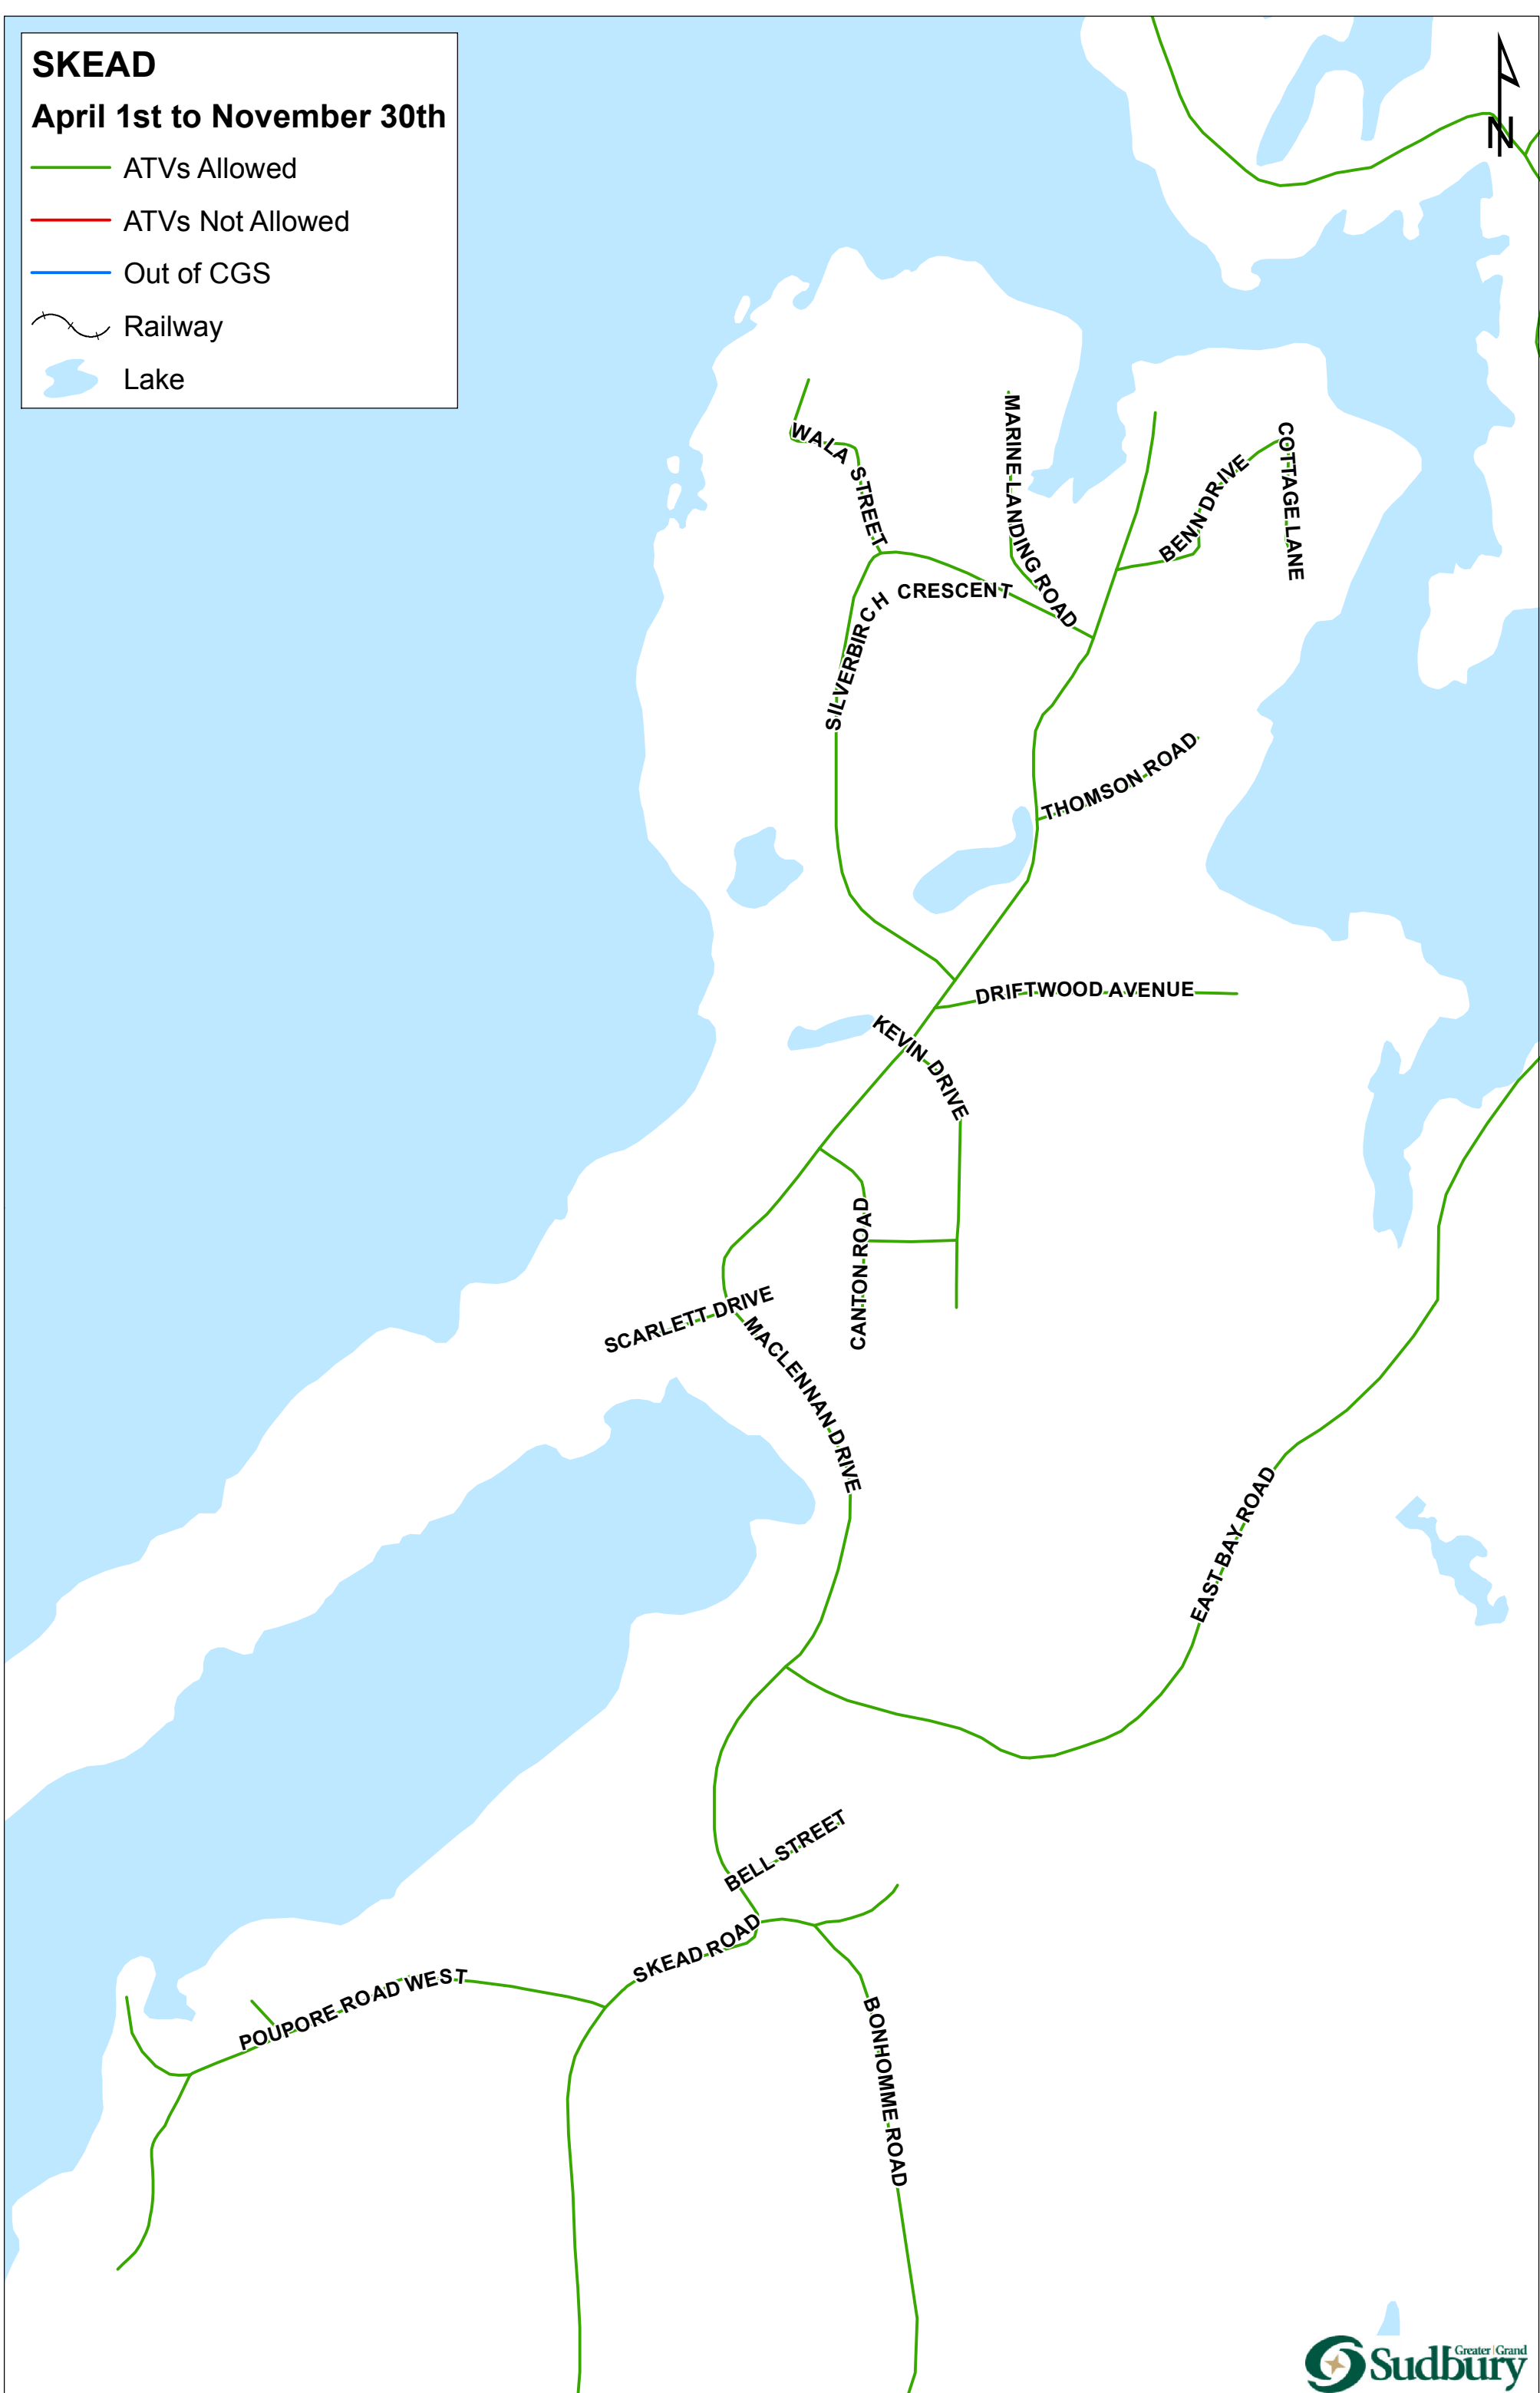 SKEAD
April 1st to November 30th
ATVs Allowed
ATVs Not Allowed
Out of CGS
Railway
Lake
N
WALA STREET
MARINE LANDING ROAD
COTTAGE LANE
BENN DRIVE
SILVERBIRCH CRESCENT
THOMSON ROAD
DRIFTWOOD AVENUE
KEVIN DRIVE
CANTON ROAD
SCARLETT DRIVE
MACLENNAN DRIVE
EAST BAY ROAD
BELL STREET
SKEAD ROAD
POUPORE ROAD WEST
BONHOMME ROAD
Greater | Grand
Sudbury